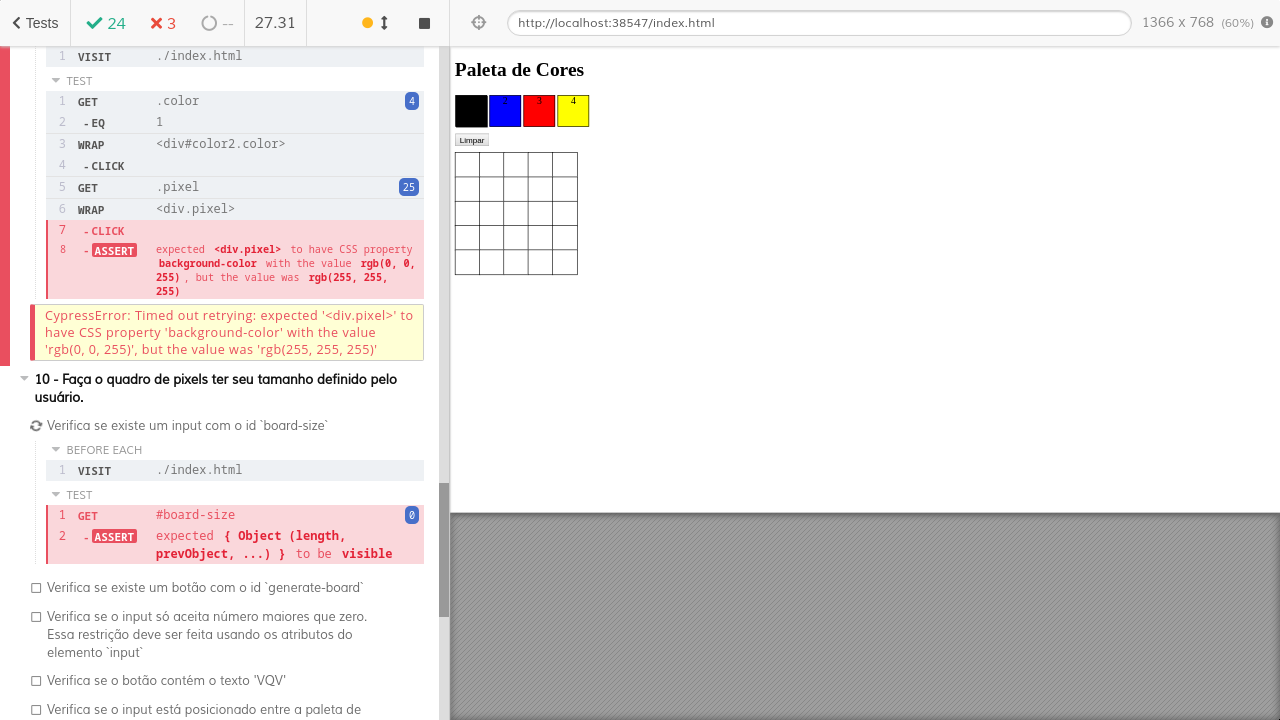 Tests 24 3 -- 27.31 http://localhost:38547/index.html 1366 x 768 (60%)
1 VISIT ./index.html
TEST
1 GET .color 4
2 - EQ 1
3 WRAP <div#color2.color>
4 - CLICK
5 GET .pixel 25
6 WRAP <div.pixel>
7 - CLICK
8 - ASSERT expected <div.pixel> to have CSS property
background-color with the value rgb(0, 0,
255) , but the value was rgb(255, 255,
255)
CypressError: Timed out retrying: expected '<div.pixel>' to
have CSS property 'background-color' with the value
'rgb(0, 0, 255)', but the value was 'rgb(255, 255, 255)'
10 - Faça o quadro de pixels ter seu tamanho definido pelo
usuário.
Verifica se existe um input com o id `board-size`
BEFORE EACH
1 VISIT ./index.html
TEST
1 GET #board-size 0
2 - ASSERT expected { Object (length,
prevObject, ...) } to be visible
Verifica se existe um botão com o id `generate-board`
Verifica se o input só aceita número maiores que zero.
Essa restrição deve ser feita usando os atributos do
elemento `input`
Verifica se o botão contém o texto 'VQV'
Verifica se o input está posicionado entre a paleta de
Paleta de Cores
2 3 4
Limpar